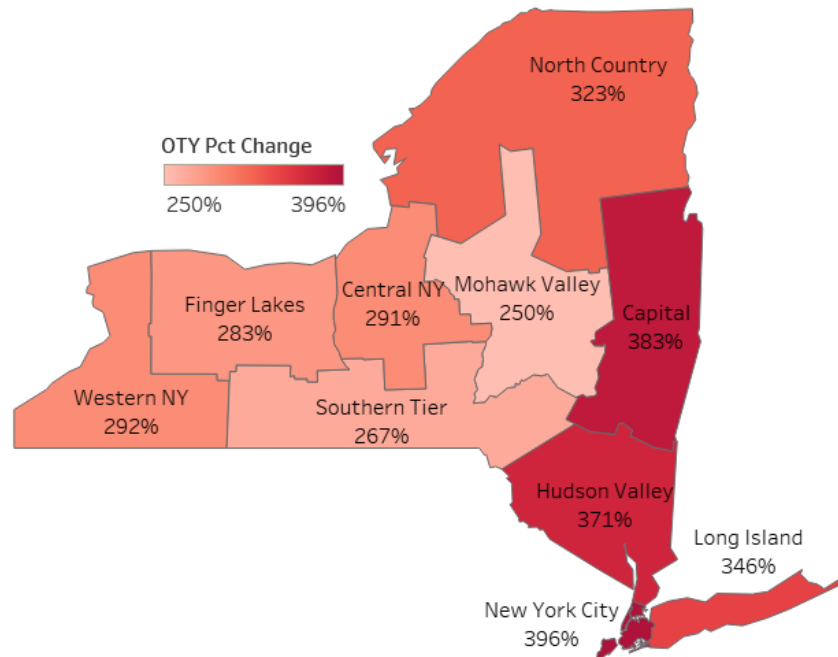 North Country
323%
OTY Pct Change
250% 396%
Mohawk Valley
250%
Central NY
291%
Finger Lakes
283%
Capital
383%
Western NY
292%
Southern Tier
267%
Hudson Valley
371%
Long Island
346%
New York City
396%